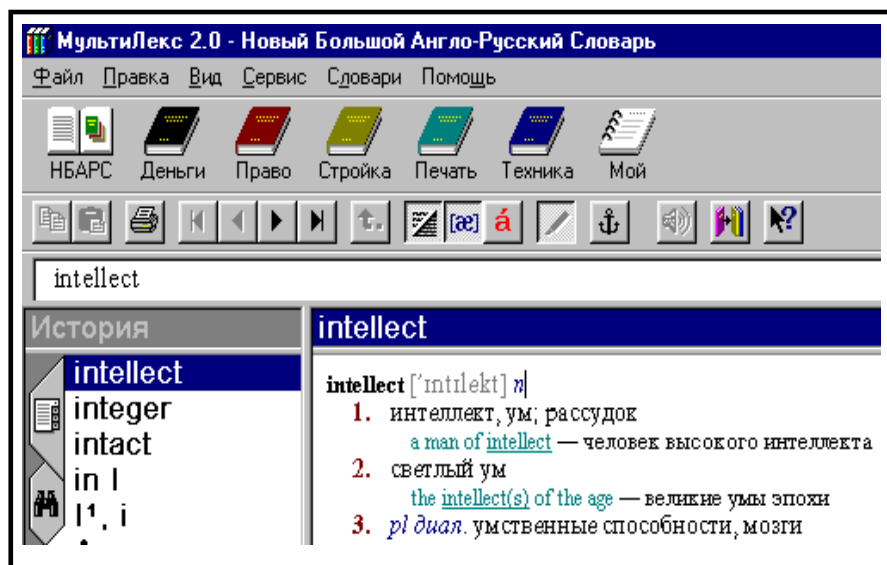 МультиЛекс 2.0 - Новый Большой Англо-Русский Словарь
Файл Правка Вид Сервис Словари Помощь
НБАРС Деньги Право Стройка Печать Техника Мой
[æ] á ?
intellect
История
intellect
integer
intact
in l
l¹, i
intellect
intellect [ˈɪntɪlekt] n
1. интеллект, ум; рассудок
a man of intellect — человек высокого интеллекта
2. светлый ум
the intellect(s) of the age — великие умы эпохи
3. pl диал. умственные способности, мозги